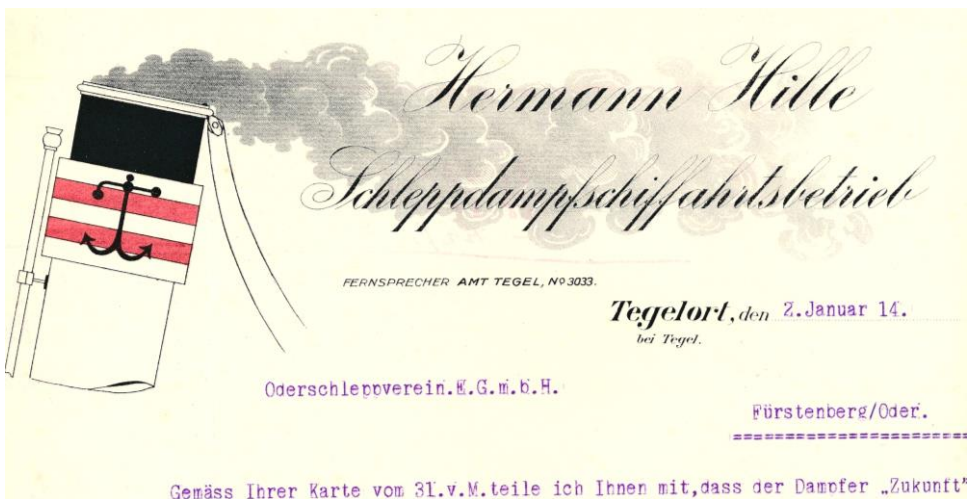 Hermann Hille
Schleppdampfschiffahrtsbetrieb
FERNSPRECHER AMT TEGEL, No 3033.
Tegelort, den 2.Januar 14.
bei Tegel.
Oderschleppverein.E.G.m.b.H.
Fürstenberg/Oder.
Gemäss Ihrer Karte vom 31.v.M.teile ich Ihnen mit,dass der Dampfer „Zukunft"